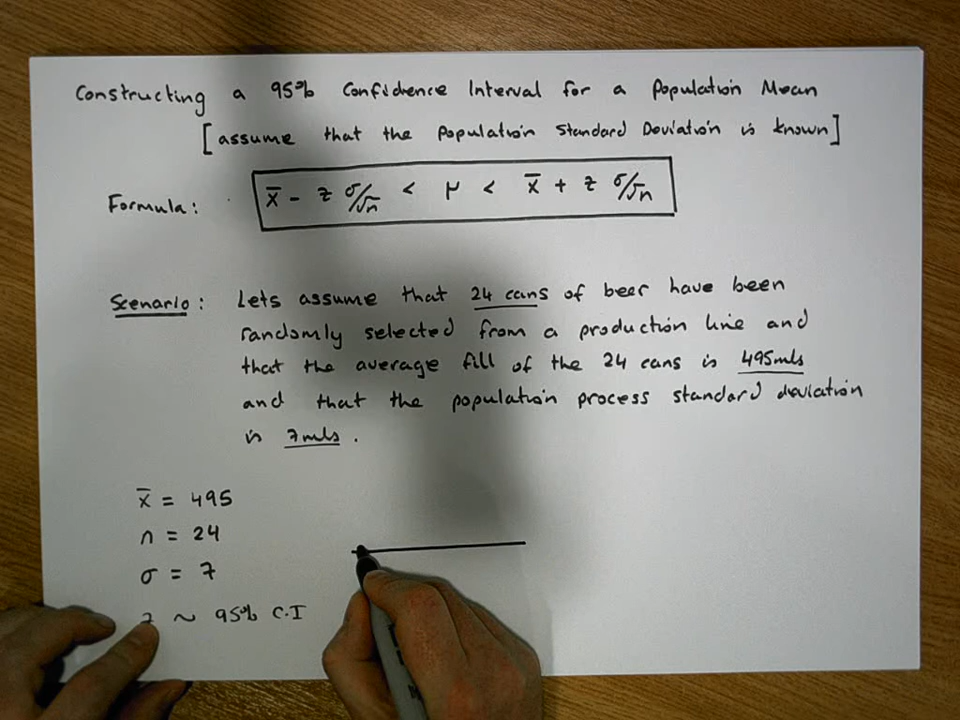 Constructing a 95% Confidence Interval for a Population Mean
[assume that the Population Standard Deviation is known]
Formula: x̄ - z σ/√n < μ < x̄ + z σ/√n
Scenario: Lets assume that 24 cans of beer have been
randomly selected from a production line and
that the average fill of the 24 cans is 495mls
and that the population process standard deviation
is 7mls.
x̄ = 495
n = 24
σ = 7
z ~ 95% C.I